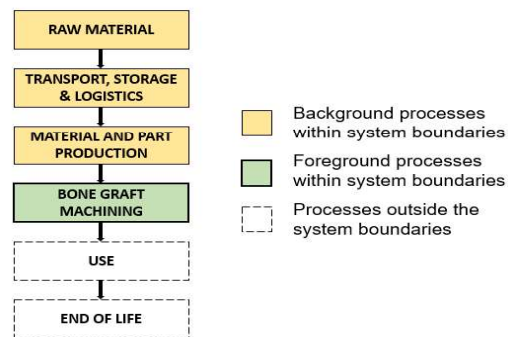 RAW MATERIAL
TRANSPORT, STORAGE
& LOGISTICS
MATERIAL AND PART
PRODUCTION
BONE GRAFT
MACHINING
USE
END OF LIFE
Background processes
within system boundaries
Foreground processes
within system boundaries
Processes outside the
system boundaries